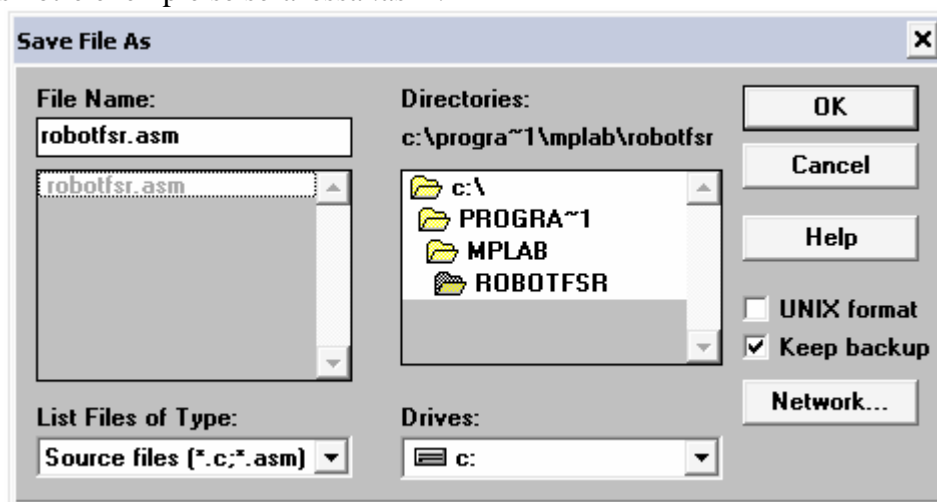 Save File As
File Name:
robotfsr.asm
robotfsr.asm
List Files of Type:
Source files (*.c;*.asm)
Directories:
c:\progra~1\mplab\robotfsr
c:\
PROGRA~1
MPLAB
ROBOTFSR
Drives:
c:
OK
Cancel
Help
UNIX format
Keep backup
Network...